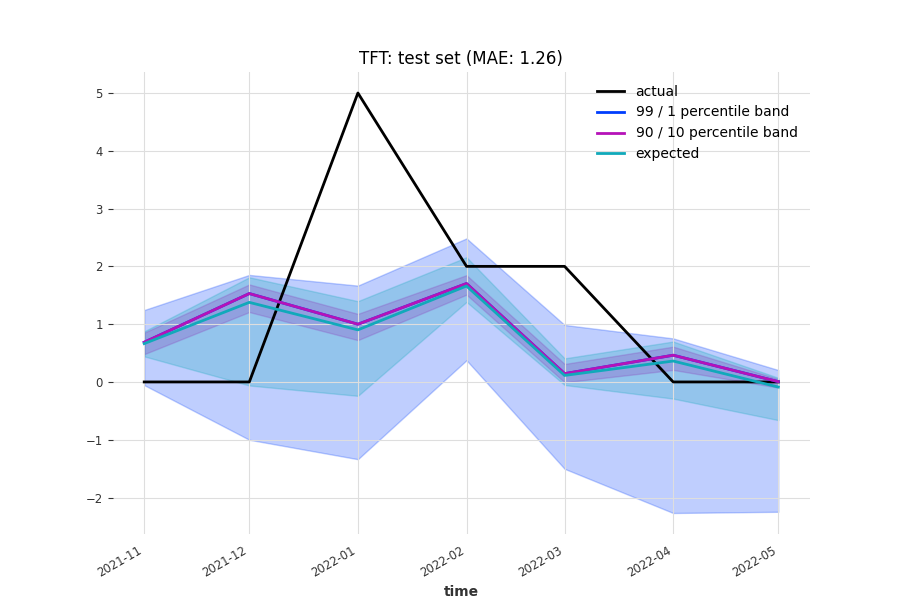 TFT: test set (MAE: 1.26)
actual
99 / 1 percentile band
90 / 10 percentile band
expected
5
4
3
2
1
0
−1
−2
2021-11
2021-12
2022-01
2022-02
2022-03
2022-04
2022-05
time